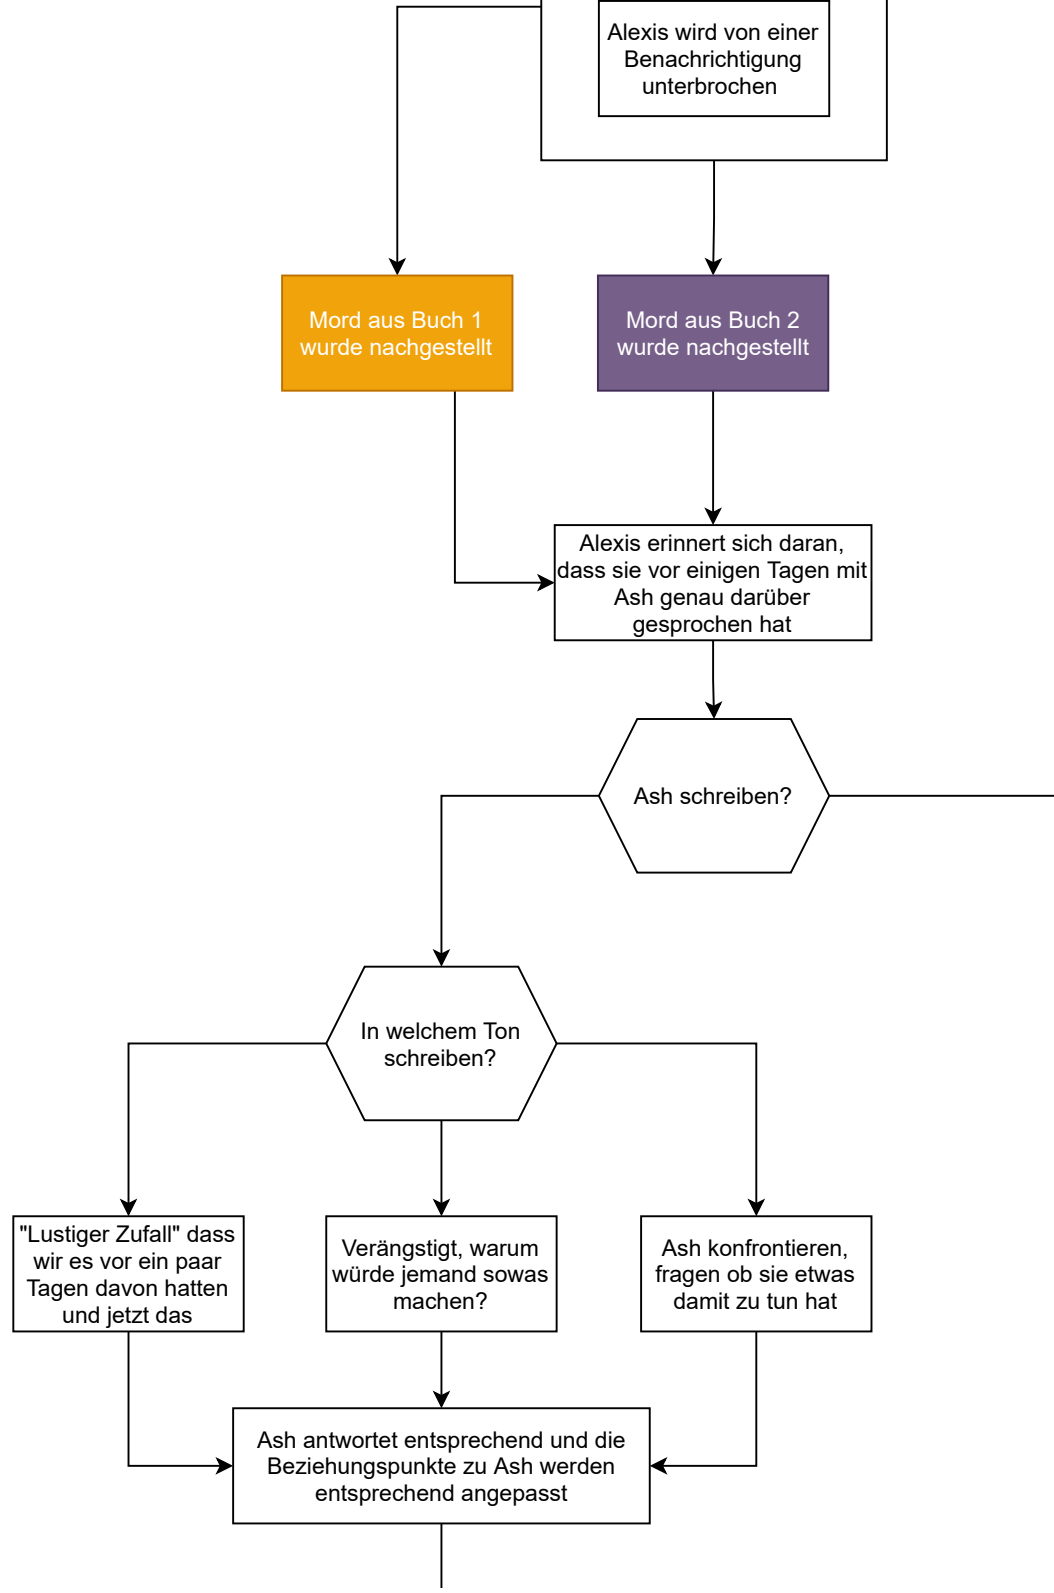 Alexis wird von einer
Benachrichtigung
unterbrochen
Mord aus Buch 1
wurde nachgestellt
Mord aus Buch 2
wurde nachgestellt
Alexis erinnert sich daran,
dass sie vor einigen Tagen mit
Ash genau darüber
gesprochen hat
Ash schreiben?
In welchem Ton
schreiben?
"Lustiger Zufall" dass
wir es vor ein paar
Tagen davon hatten
und jetzt das
Verängstigt, warum
würde jemand sowas
machen?
Ash konfrontieren,
fragen ob sie etwas
damit zu tun hat
Ash antwortet entsprechend und die
Beziehungspunkte zu Ash werden
entsprechend angepasst